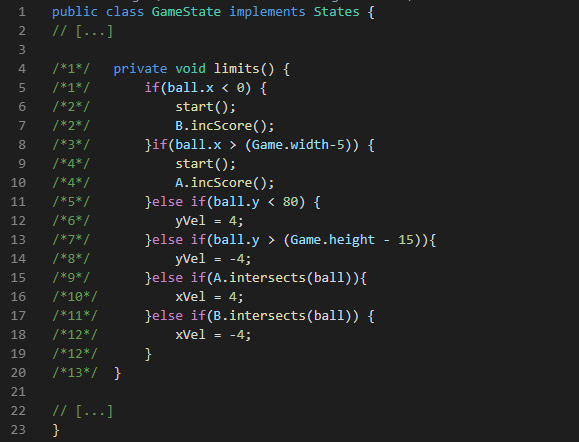 1 public class GameState implements States {
2 // [...]
3
4 /*1*/ private void limits() {
5 /*1*/ if(ball.x < 0) {
6 /*2*/ start();
7 /*2*/ B.incScore();
8 /*3*/ }if(ball.x > (Game.width-5)) {
9 /*4*/ start();
10 /*4*/ A.incScore();
11 /*5*/ }else if(ball.y < 80) {
12 /*6*/ yVel = 4;
13 /*7*/ }else if(ball.y > (Game.height - 15)){
14 /*8*/ yVel = -4;
15 /*9*/ }else if(A.intersects(ball)){
16 /*10*/ xVel = 4;
17 /*11*/ }else if(B.intersects(ball)) {
18 /*12*/ xVel = -4;
19 /*12*/ }
20 /*13*/ }
21
22 // [...]
23 }